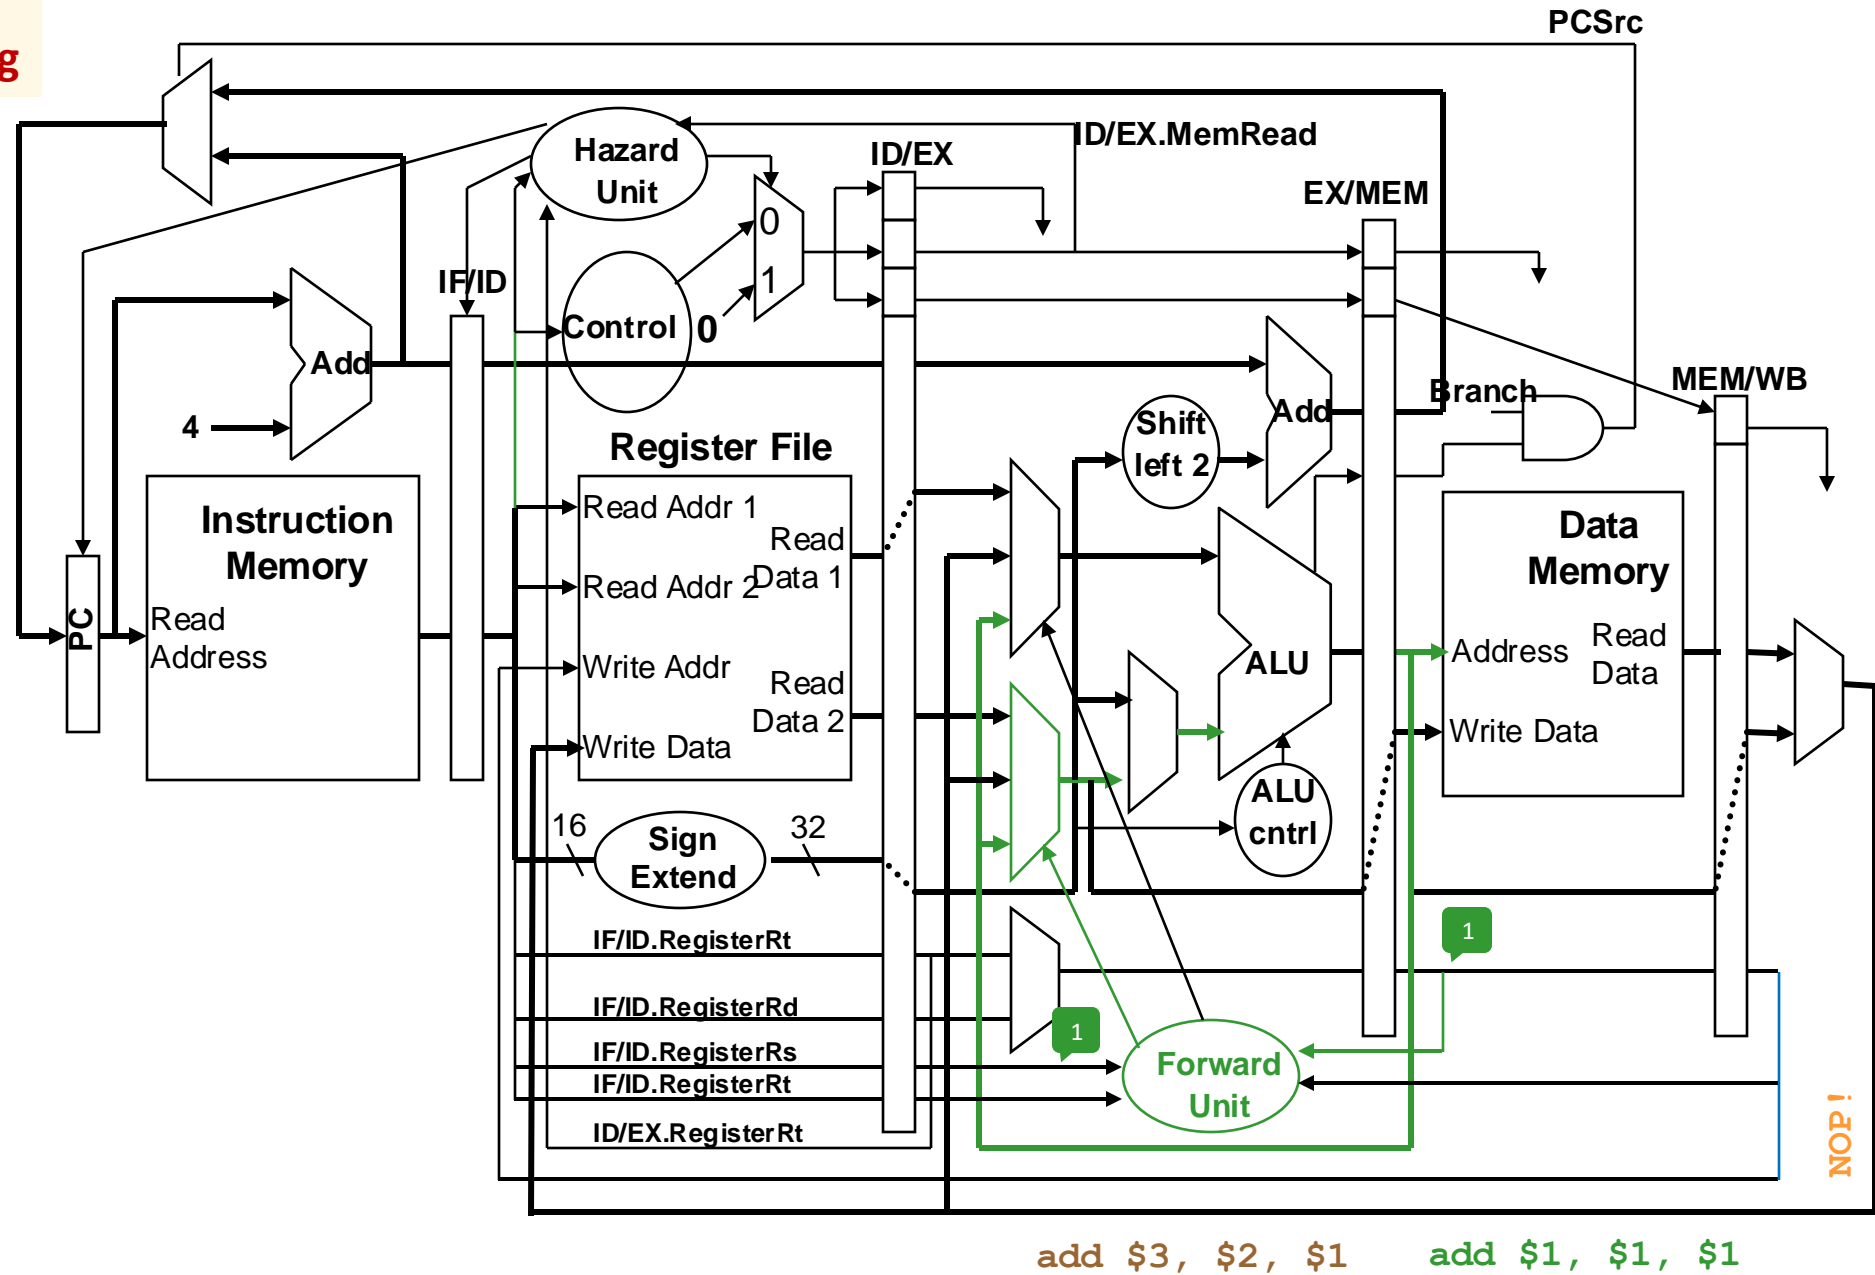 g
PCSrc
Hazard
Unit
ID/EX.MemRead
ID/EX
EX/MEM
0
1
IF/ID
Control
0
Add
4
Branch
MEM/WB
Shift
left 2
Add
Register File
Instruction
Memory
Read Addr 1
Read
Data 1
Read Addr 2
Data
Memory
PC
Read
Address
Write Addr
Read
Data 2
Write Data
ALU
Address
Read
Data
Write Data
ALU
cntrl
16
Sign
Extend
32
IF/ID.RegisterRt
1
IF/ID.RegisterRd
1
IF/ID.RegisterRs
IF/ID.RegisterRt
Forward
Unit
ID/EX.RegisterRt
NOP!
add $3, $2, $1
add $1, $1, $1